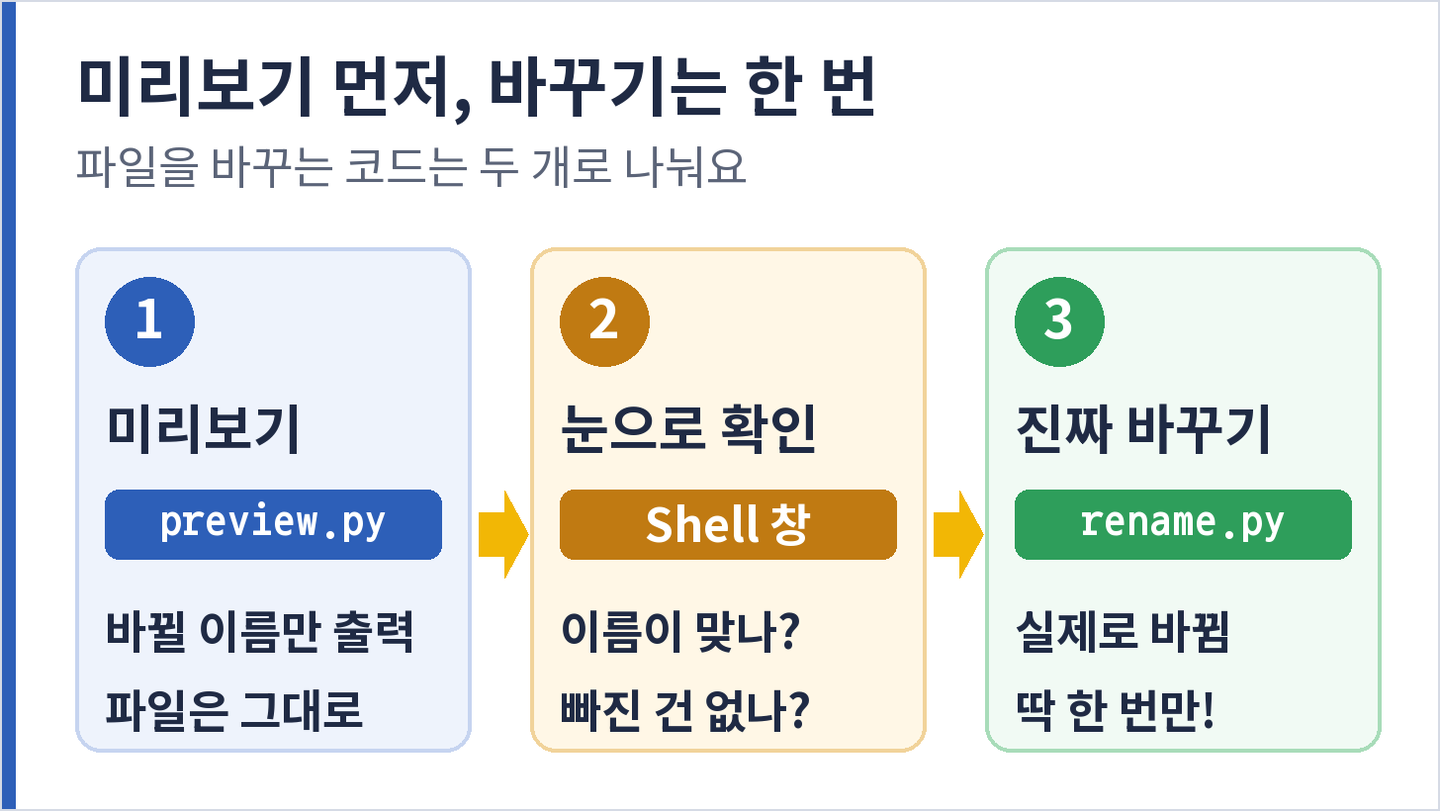 미리보기 먼저, 바꾸기는 한 번
파일을 바꾸는 코드는 두 개로 나눠요
1
미리보기
preview.py
바뀔 이름만 출력
파일은 그대로
2
눈으로 확인
Shell 창
이름이 맞나?
빠진 건 없나?
3
진짜 바꾸기
rename.py
실제로 바뀜
딱 한 번만!